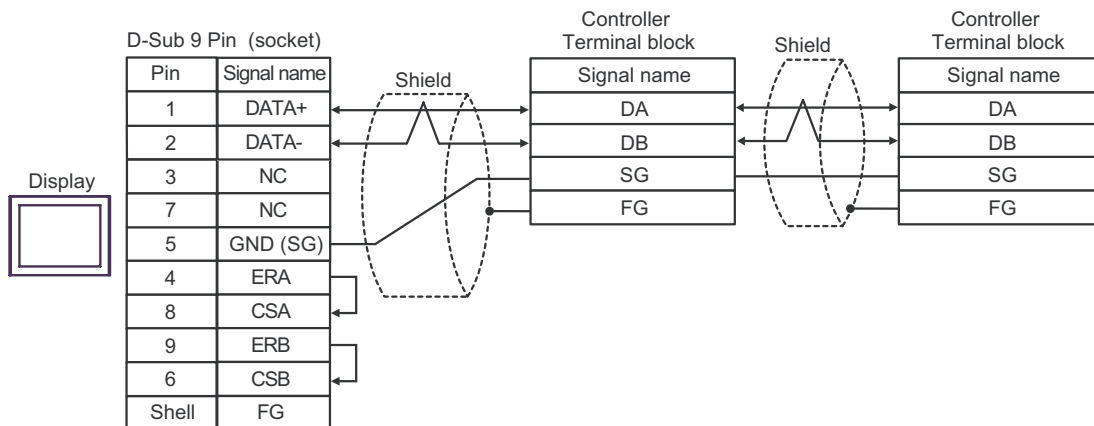 Display
D-Sub 9 Pin (socket)
Pin Signal name
1 DATA+
2 DATA-
3 NC
7 NC
5 GND (SG)
4 ERA
8 CSA
9 ERB
6 CSB
Shell FG
Shield
Controller
Terminal block
Signal name
DA
DB
SG
FG
Shield
Controller
Terminal block
Signal name
DA
DB
SG
FG